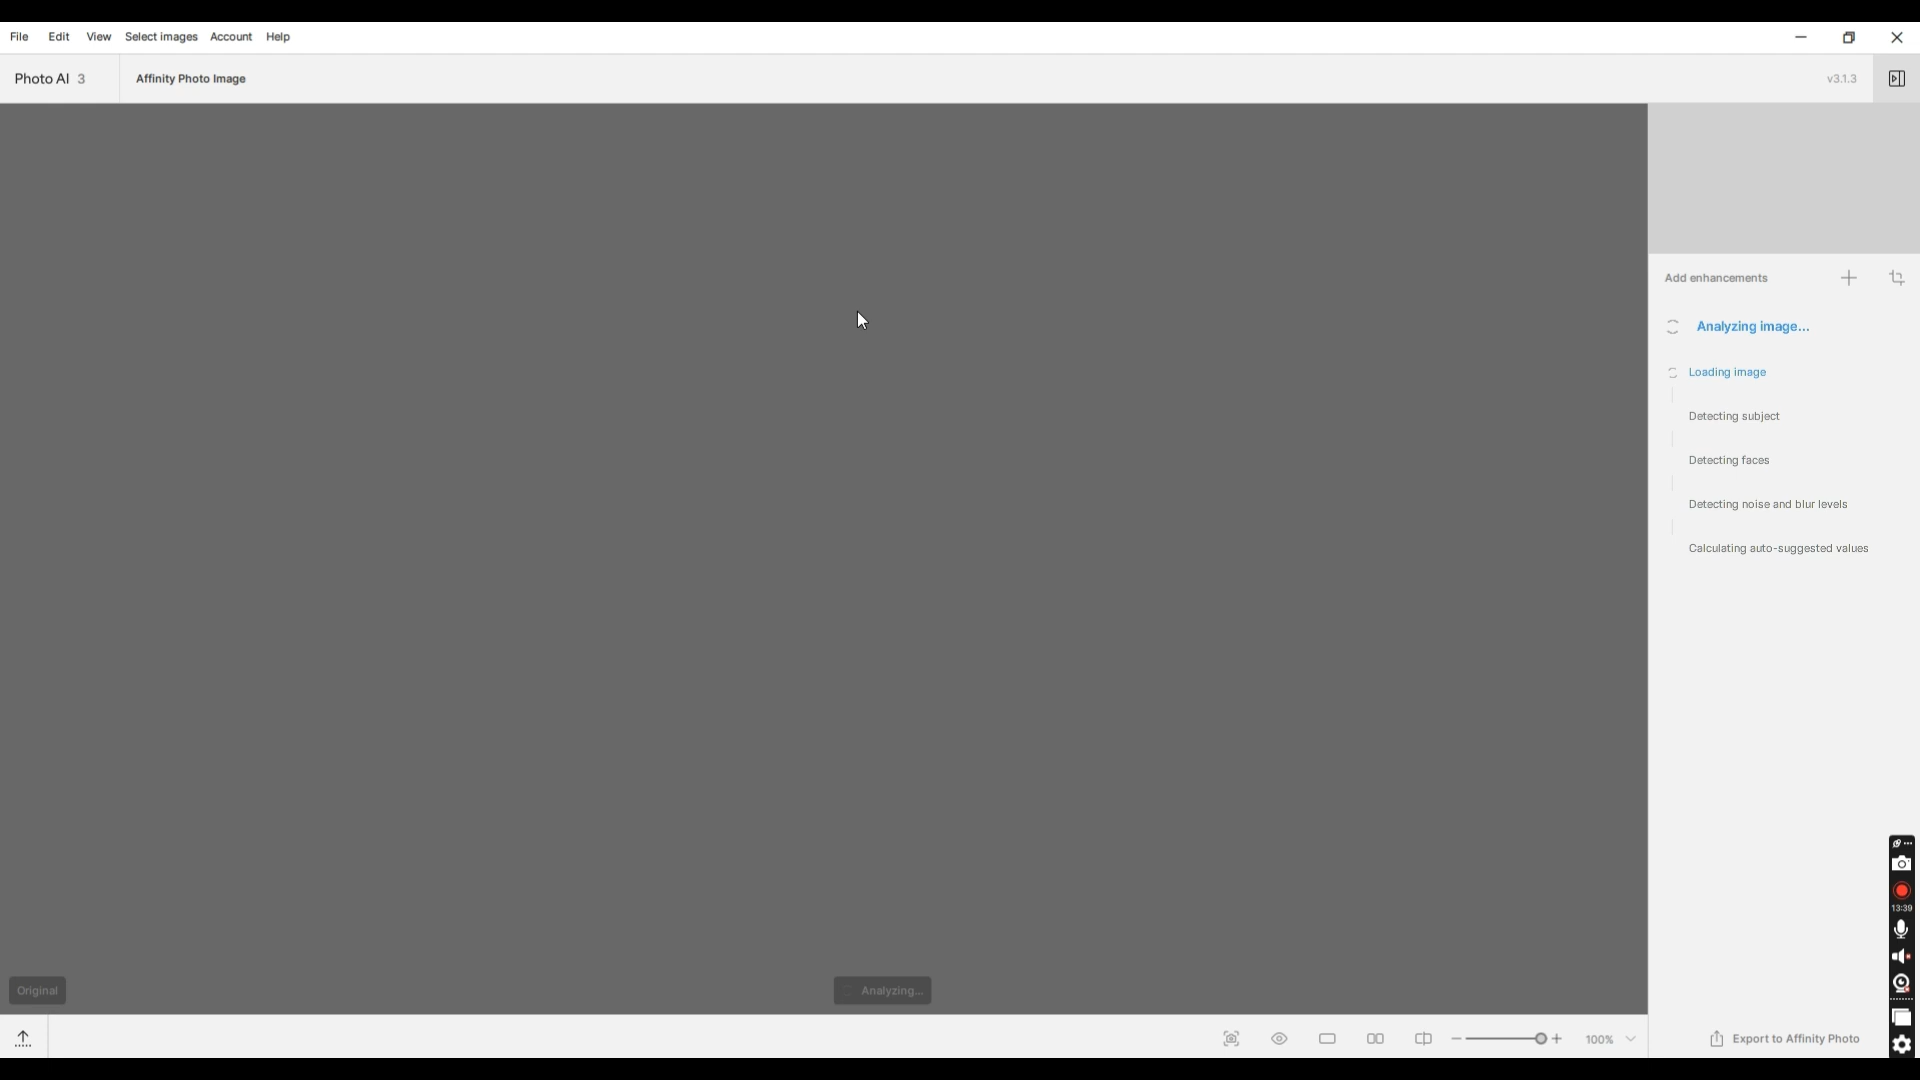 File Edit View Select images Account Help
Photo AI 3 Affinity Photo Image v3.1.3
Add enhancements
Analyzing image...
Loading image
Detecting subject
Detecting faces
Detecting noise and blur levels
Calculating auto-suggested values
13:39
Original Analyzing...
100% Export to Affinity Photo